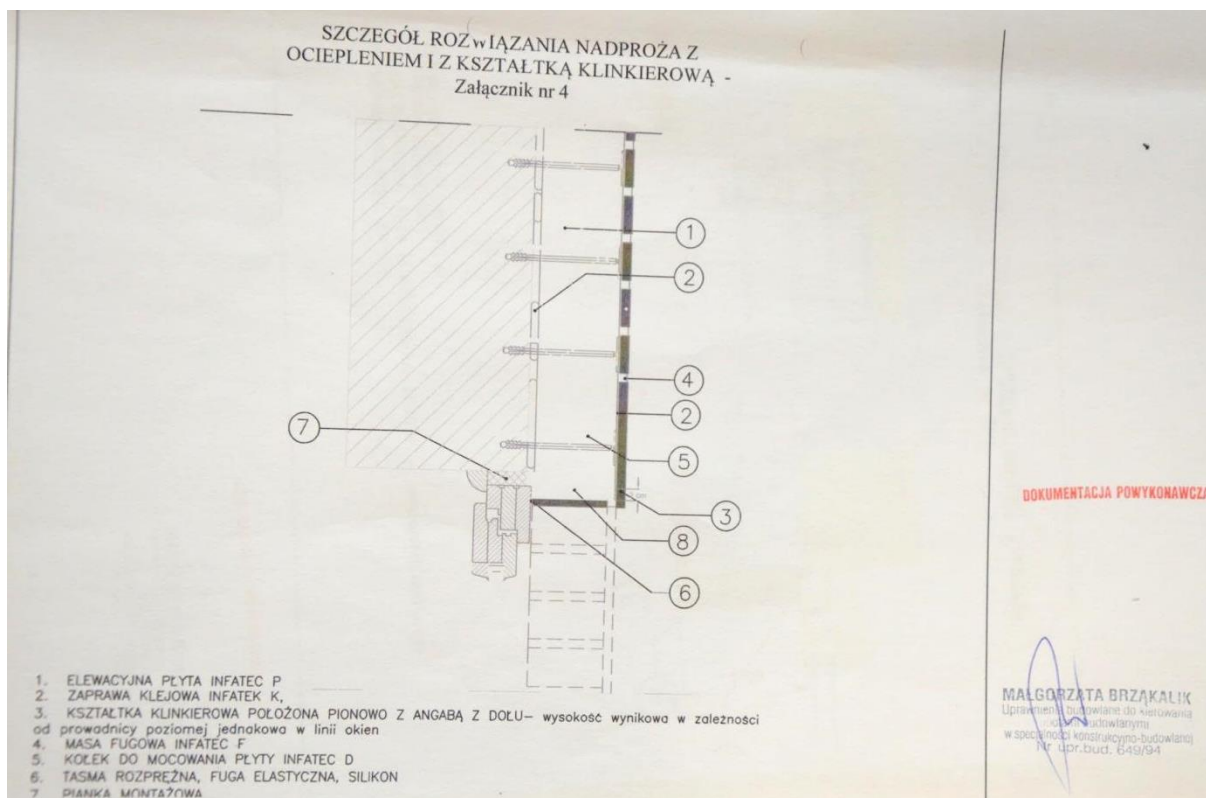 SZCZEGÓŁ ROZWIĄZANIA NADPROŻA Z
OCIEPLENIEM I Z KSZTAŁTKĄ KLINKIEROWĄ -
Załącznik nr 4
1
2
4
2
7
5
3
8
6
DOKUMENTACJA POWYKONAWCZA
1. ELEWACYJNA PŁYTA INFATEC P
2. ZAPRAWA KLEJOWA INFATEK K,
3. KSZTAŁTKA KLINKIEROWA POŁOŻONA PIONOWO Z ANGABĄ Z DOŁU– wysokość wynikowa w zależności
od prowadnicy poziomej jednakowa w linii okien
4. MASA FUGOWA INFATEC F
5. KOŁEK DO MOCOWANIA PŁYTY INFATEC D
6. TASMA ROZPRĘŻNA, FUGA ELASTYCZNA, SILIKON
7. PIANKA MONTAŻOWA
MAŁGORZATA BRZĄKALIK
Uprawnienia budowlane do kierowania
budowlanymi
w specjalności konstrukcyjno-budowlanej
Nr upr.bud. 649/94